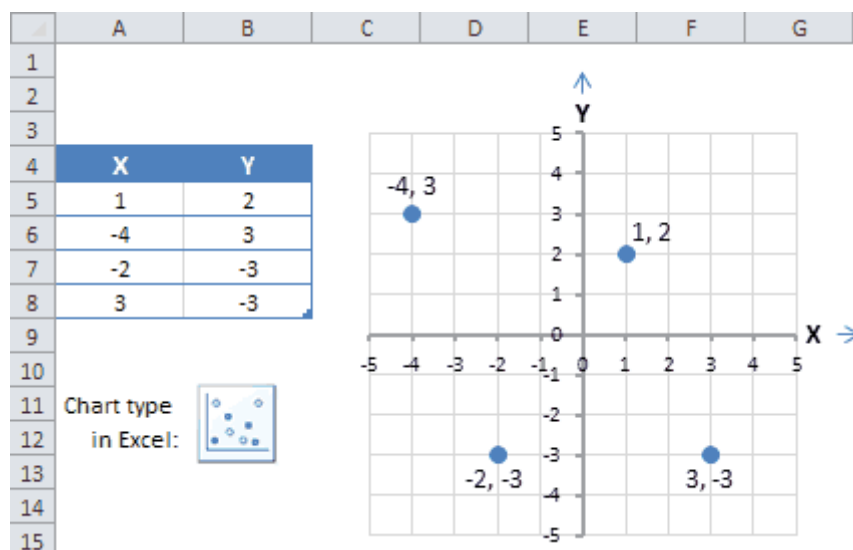 A B C D E F G
1
2
Y
3 5
4 X Y 4
-4, 3
5 1 2
6 -4 3 3
1, 2
7 -2 -3 2
8 3 -3 1
9 0 X
10 -5 -4 -3 -2 -1 0 1 2 3 4 5
-1
11 Chart type -2
12 in Excel: -3
13 -2, -3 3, -3
14 -4
15 -5